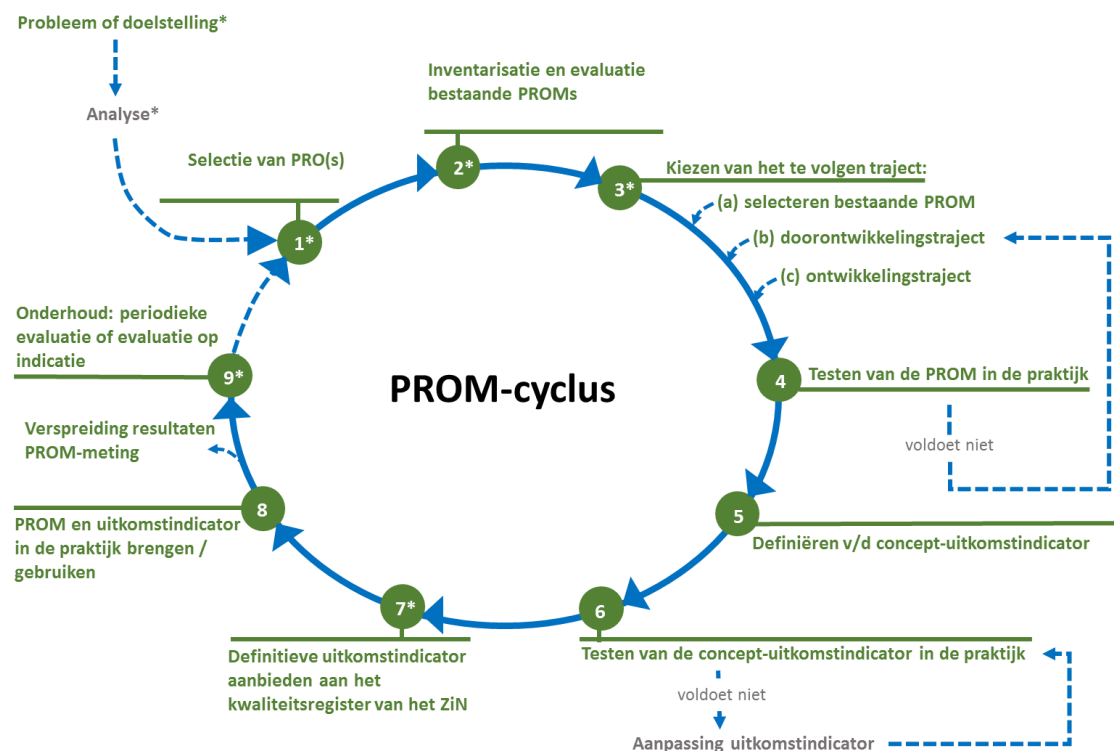 Probleem of doelstelling*
Analyse*
Selectie van PRO(s)
1*
Inventarisatie en evaluatie
bestaande PROMs
2*
3*
Kiezen van het te volgen traject:
(a) selecteren bestaande PROM
(b) doorontwikkelingstraject
(c) ontwikkelingstraject
4
Testen van de PROM in de praktijk
voldoet niet
5
Definiëren v/d concept-uitkomstindicator
6
Testen van de concept-uitkomstindicator in de praktijk
voldoet niet
Aanpassing uitkomstindicator
7*
Definitieve uitkomstindicator
aanbieden aan het
kwaliteitsregister van het ZiN
8
PROM en uitkomstindicator
in de praktijk brengen /
gebruiken
Verspreiding resultaten
PROM-meting
9*
Onderhoud: periodieke
evaluatie of evaluatie op
indicatie
PROM-cyclus